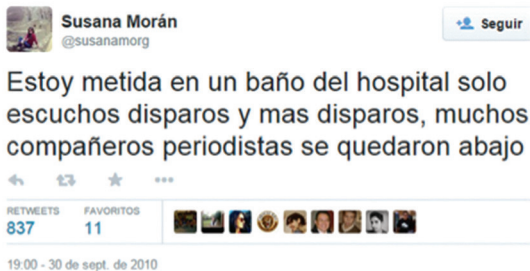 Susana Morán
@susanamorg
Seguir
Estoy metida en un baño del hospital solo
escuchos disparos y mas disparos, muchos
compañeros periodistas se quedaron abajo
RETWEETS
FAVORITOS
837
11
19:00 - 30 de sept. de 2010